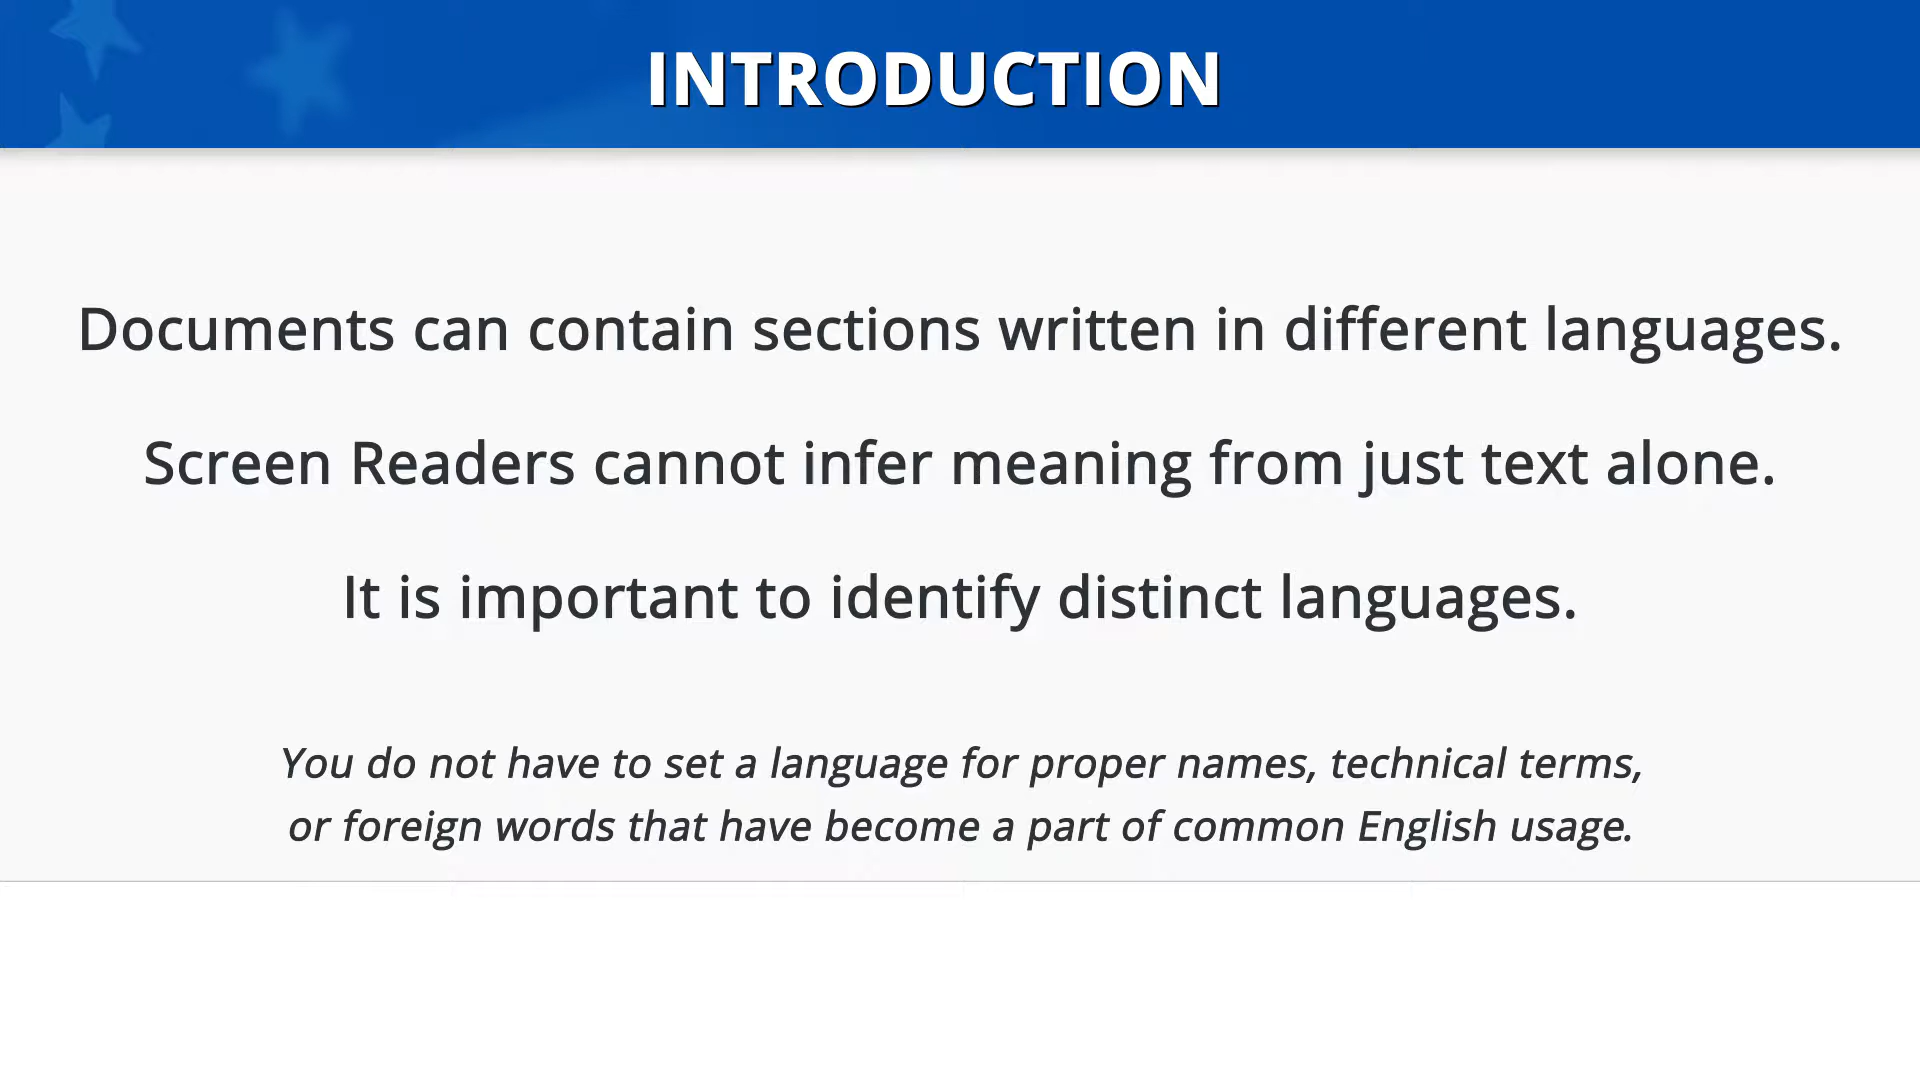 INTRODUCTION
Documents can contain sections written in different languages.
Screen Readers cannot infer meaning from just text alone.
It is important to identify distinct languages.
You do not have to set a language for proper names, technical terms,
or foreign words that have become a part of common English usage.